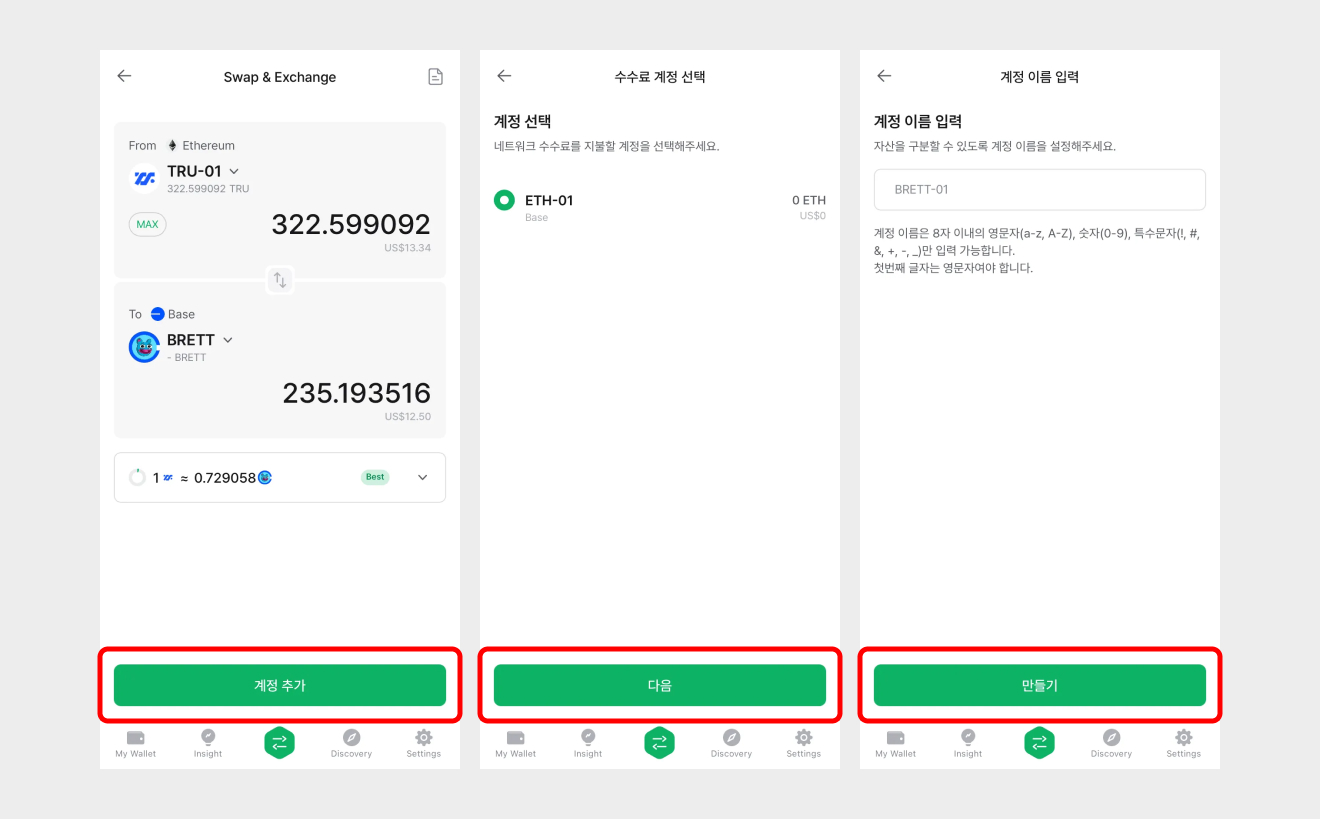 Swap & Exchange
From Ethereum
TRU-01
322.599092 TRU
MAX
322.599092
US$13.34
To Base
BRETT
- BRETT
235.193516
US$12.50
1 ≈ 0.729058
Best
계정 추가
My Wallet
Insight
Discovery
Settings
수수료 계정 선택
계정 선택
네트워크 수수료를 지불할 계정을 선택해주세요.
ETH-01
0 ETH
Base
US$0
다음
My Wallet
Insight
Discovery
Settings
계정 이름 입력
계정 이름 입력
자산을 구분할 수 있도록 계정 이름을 설정해주세요.
BRETT-01
계정 이름은 8자 이내의 영문자(a-z, A-Z), 숫자(0-9), 특수문자(!, #,
&, +, -, _)만 입력 가능합니다.
첫번째 글자는 영문자여야 합니다.
만들기
My Wallet
Insight
Discovery
Settings